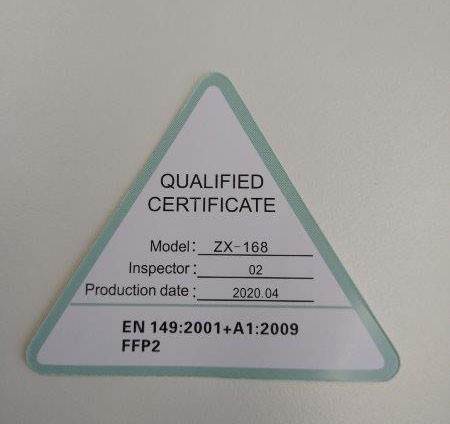 QUALIFIED
CERTIFICATE
Model: ZX-168
Inspector: 02
Production date: 2020.04
EN 149:2001+A1:2009
FFP2